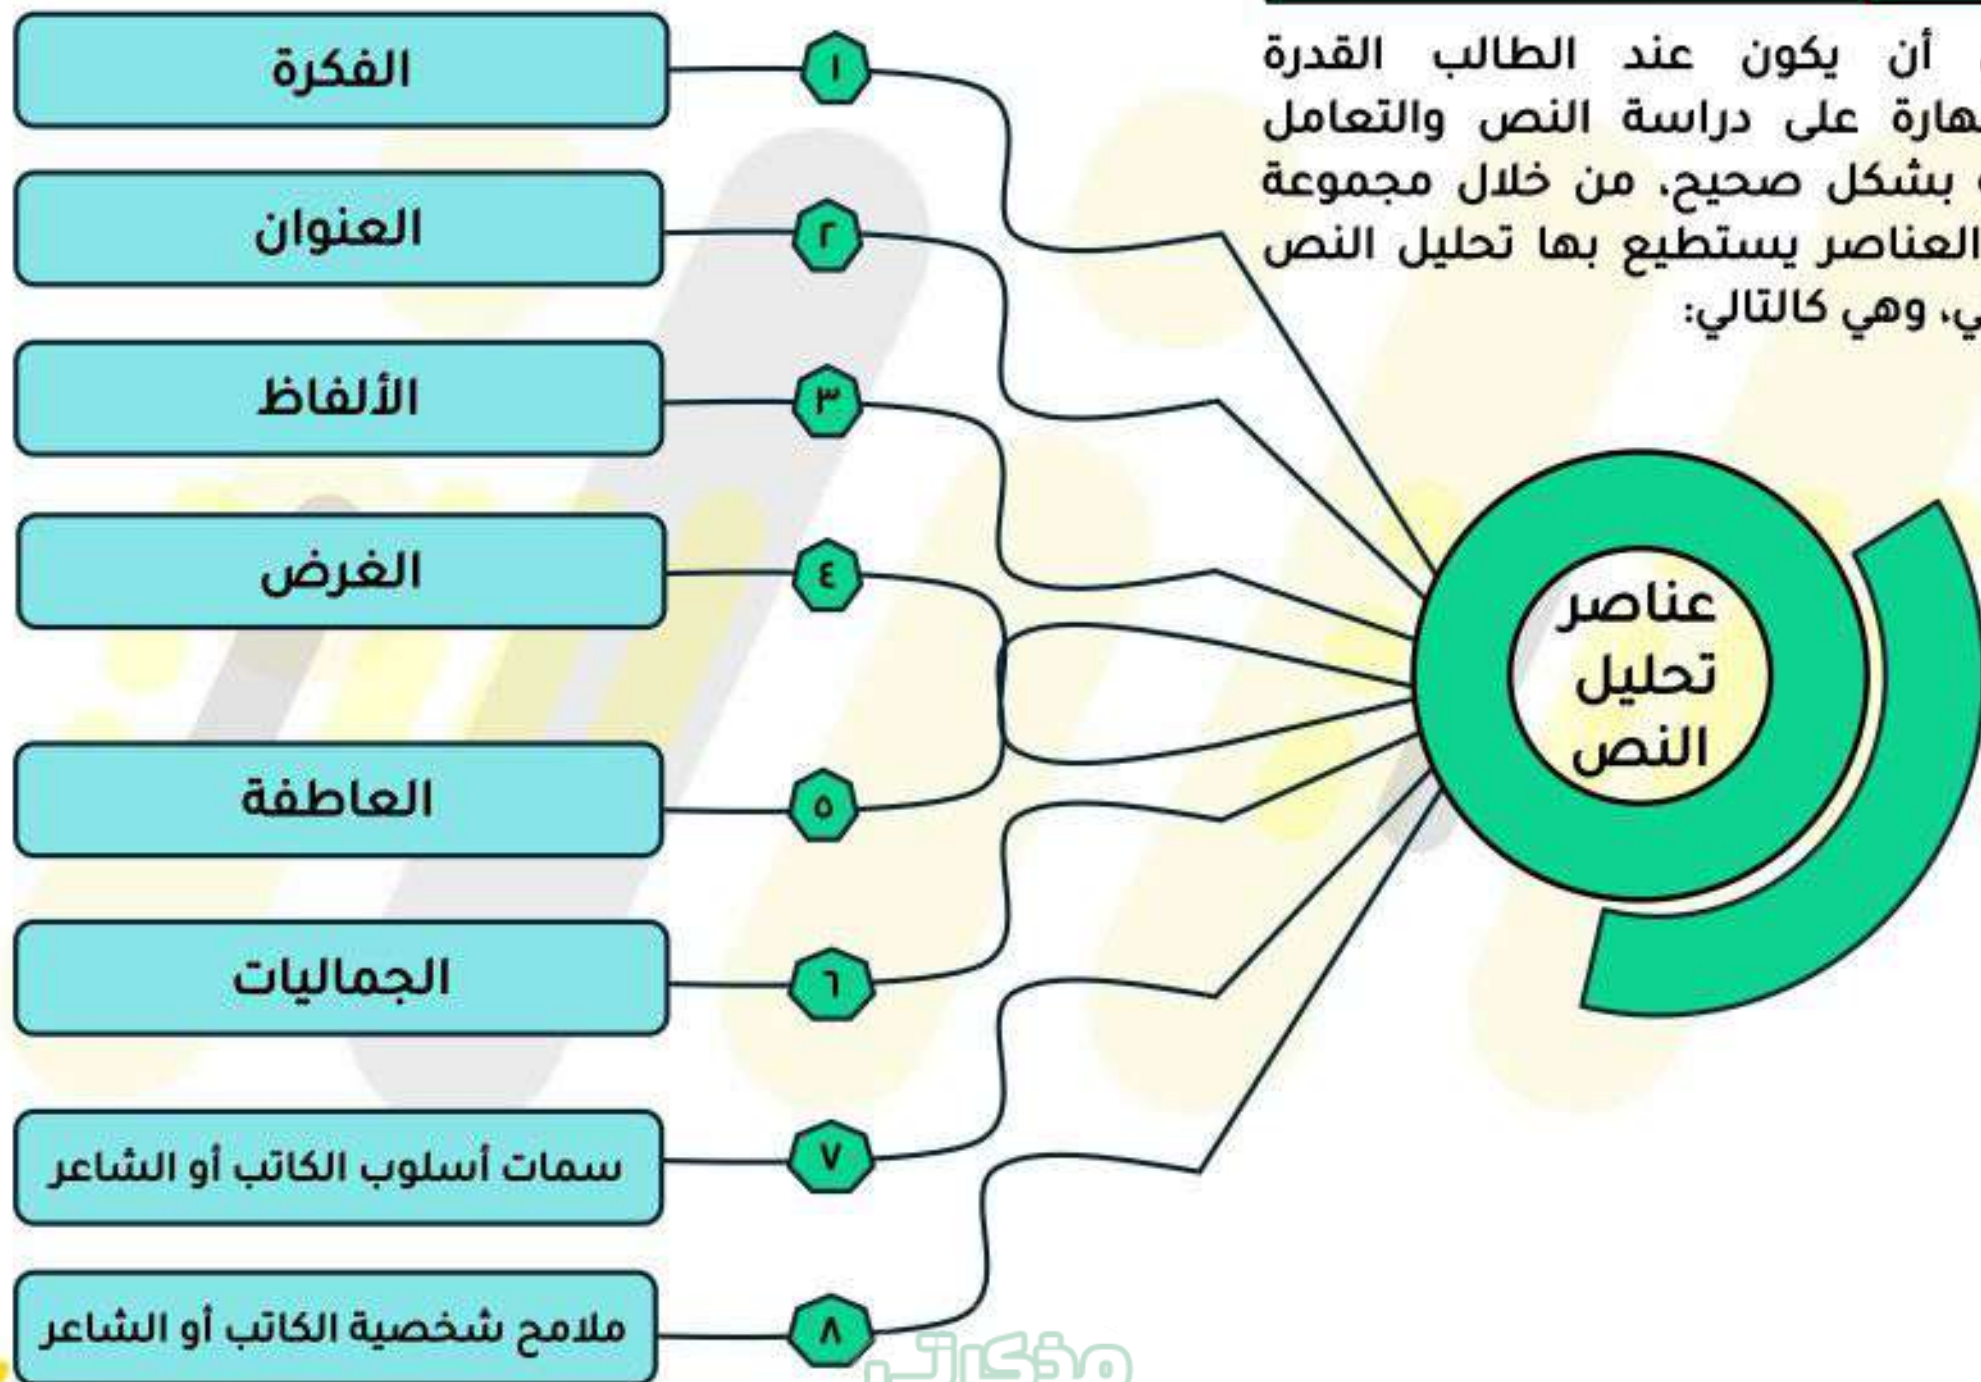 أن يكون عند الطالب القدرة
على دراسة النص والتعامل
بشكل صحيح، من خلال مجموعة
العناصر يستطيع بها تحليل النص
وهي كالتالي:
عناصر
تحليل
النص
١
الفكرة
٢
العنوان
٣
الألفاظ
٤
الغرض
٥
العاطفة
٦
الجماليات
٧
سمات أسلوب الكاتب أو الشاعر
٨
ملامح شخصية الكاتب أو الشاعر
مذكراتي